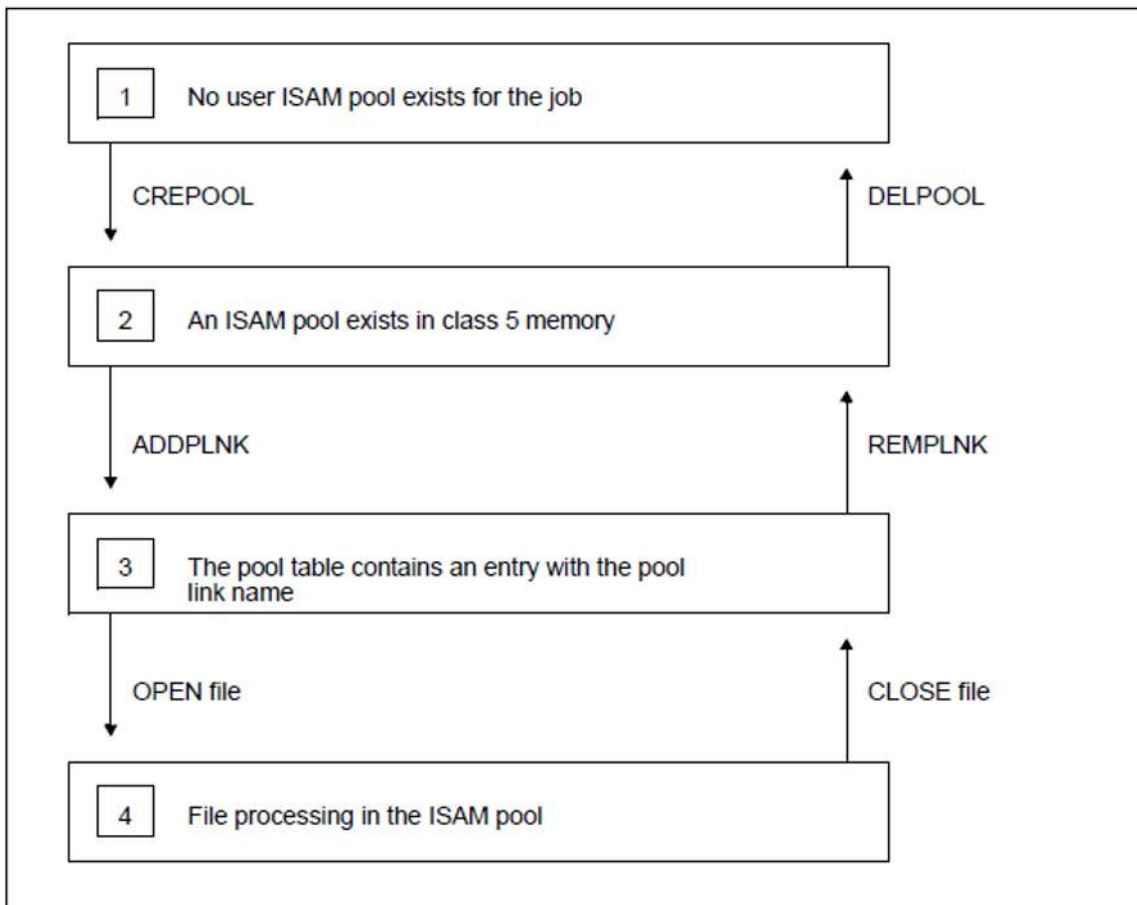 1 No user ISAM pool exists for the job
CREPOOL DELPOOL
2 An ISAM pool exists in class 5 memory
ADDPLNK REMPLNK
3 The pool table contains an entry with the pool
link name
OPEN file CLOSE file
4 File processing in the ISAM pool